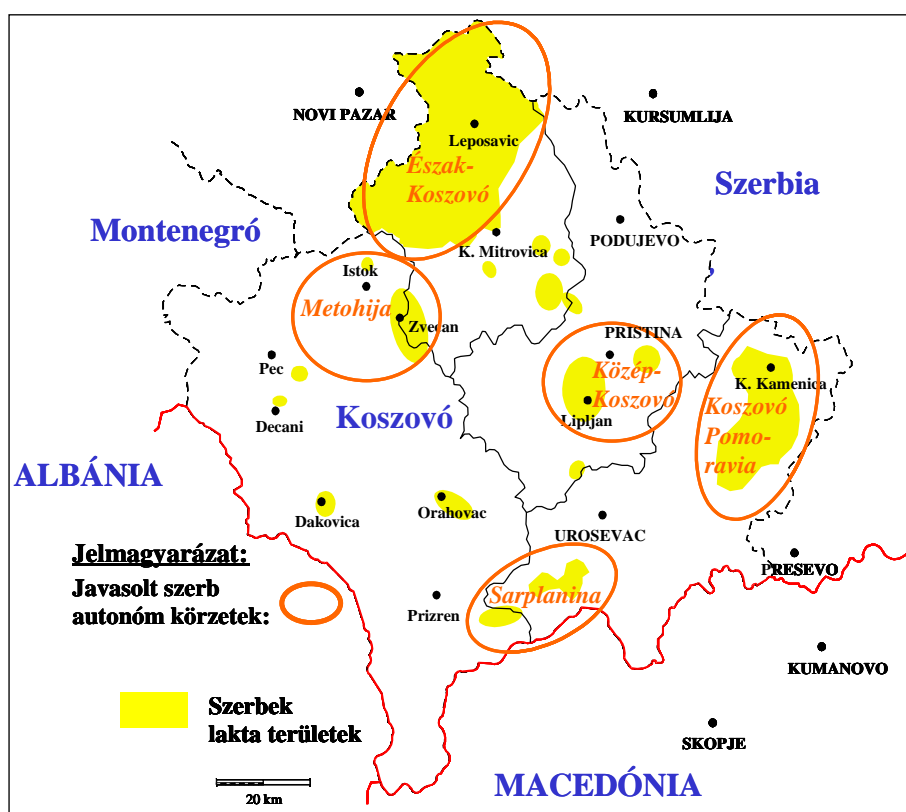 NOVI PAZAR
KURSUMLIJA
Leposavic
Észak-
Koszovó
Szerbia
Montenegró
K. Mitrovica
PODUJEVO
Istok
Metohija
Zvecan
PRISTINA
Pec
Közép-
Koszovó
K. Kamenica
Decani
Koszovó
Lipljan
Koszovó
Pomo-
ravia
ALBÁNIA
Dakovica
Orahovac
UROSEVAC
Jelmagyarázat:
PRESEVO
Javasolt szerb
autonóm körzetek:
Sarplanina
Prizren
KUMANOVO
Szerbek
lakta területek
SKOPJE
20 km
MACEDÓNIA